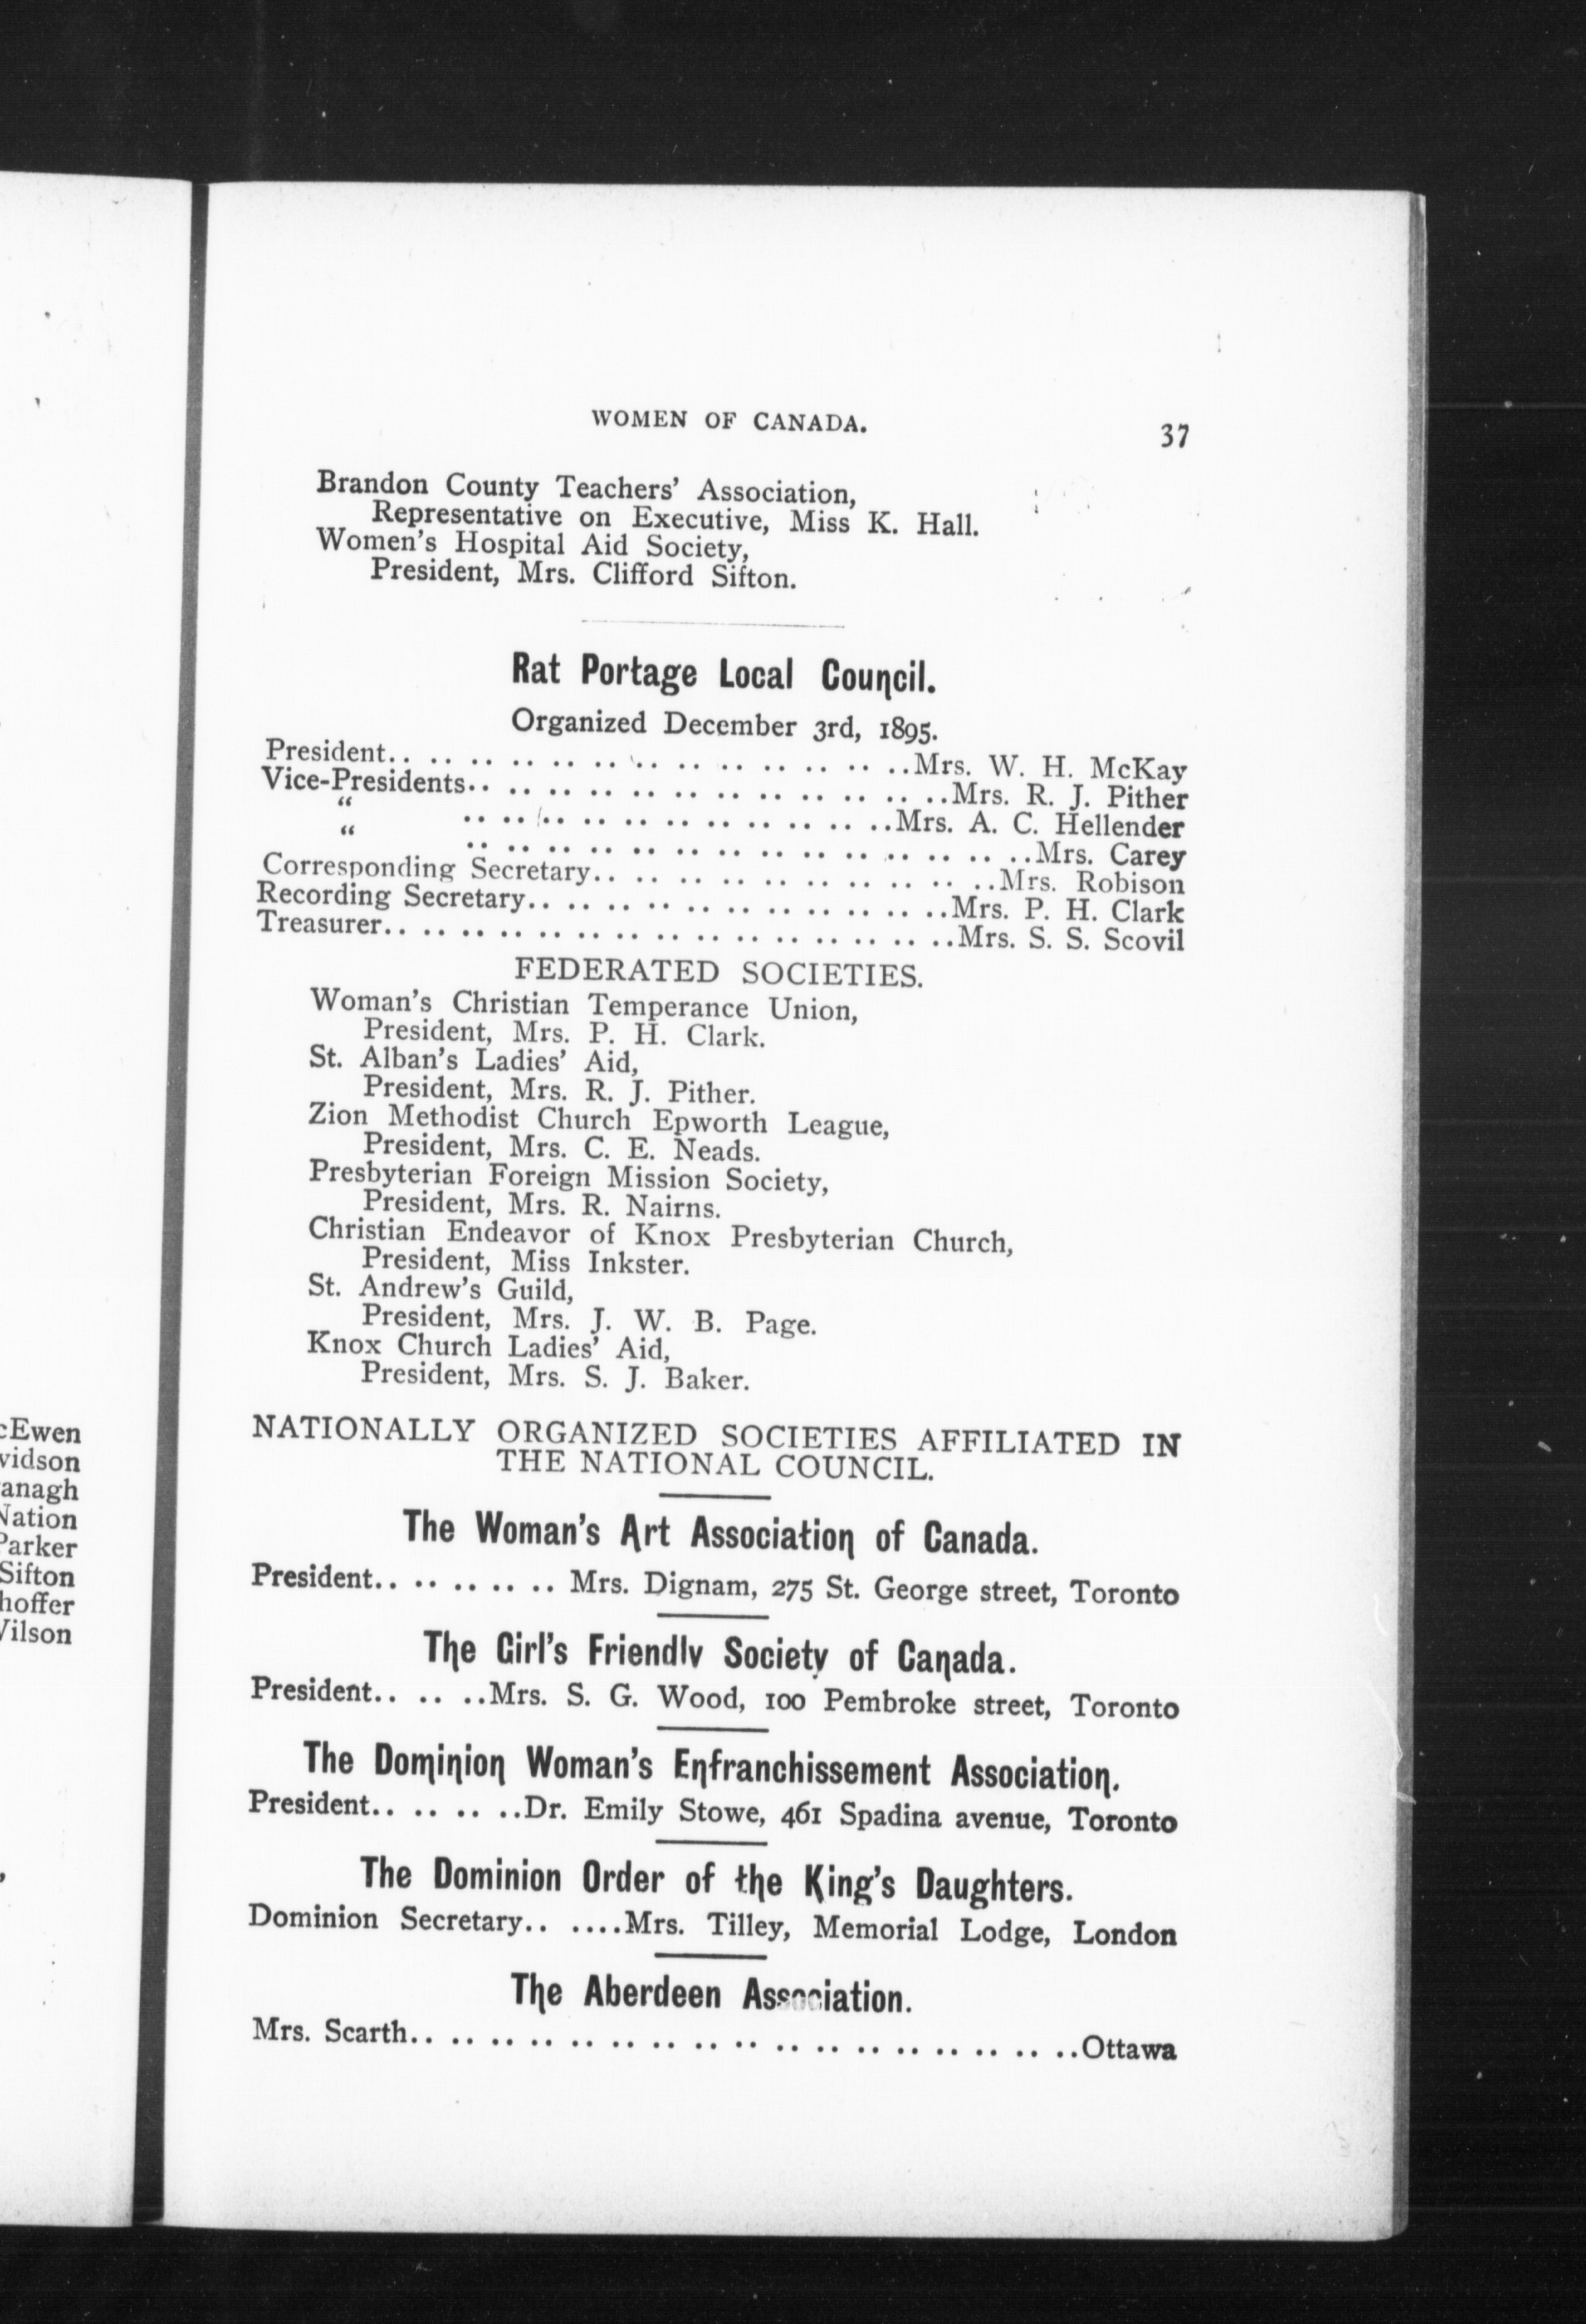 WOMEN OF CANADA. 37
Brandon County Teachers' Association,
Representative on Executive, Miss K. Hall.
Women's Hospital Aid Society,
President, Mrs. Clifford Sifton.
Rat Portage Local Council.
Organized December 3rd, 1895.
President.. .. .. .. .. .. .. .. .. .. .. .. ..Mrs. W. H. McKay
Vice-Presidents.. .. .. .. .. .. .. .. .. .. .. ..Mrs. R. J. Pither
“ .. .. .. .. .. .. .. .. .. .. ..Mrs. A. C. Hellender
“ .. .. .. .. .. .. .. .. .. .. .. .. .. ..Mrs. Carey
Corresponding Secretary.. .. .. .. .. .. .. .. .. ..Mrs. Robison
Recording Secretary.. .. .. .. .. .. .. .. .. .. ..Mrs. P. H. Clark
Treasurer.. .. .. .. .. .. .. .. .. .. .. .. .. .. ..Mrs. S. S. Scovil
FEDERATED SOCIETIES.
Woman's Christian Temperance Union,
President, Mrs. P. H. Clark.
St. Alban's Ladies' Aid,
President, Mrs. R. J. Pither.
Zion Methodist Church Epworth League,
President, Mrs. C. E. Neads.
Presbyterian Foreign Mission Society,
President, Mrs. R. Nairns.
Christian Endeavor of Knox Presbyterian Church,
President, Miss Inkster.
St. Andrew's Guild,
President, Mrs. J. W. B. Page.
Knox Church Ladies' Aid,
President, Mrs. S. J. Baker.
NATIONALLY ORGANIZED SOCIETIES AFFILIATED IN
THE NATIONAL COUNCIL.
The Woman's Art Association of Canada.
President.. .. .. .. .. Mrs. Dignam, 275 St. George street, Toronto
The Girl's Friendly Society of Canada.
President.. .. ..Mrs. S. G. Wood, 100 Pembroke street, Toronto
The Dominion Woman's Enfranchissement Association.
President.. .. .. ..Dr. Emily Stowe, 461 Spadina avenue, Toronto
The Dominion Order of the King's Daughters.
Dominion Secretary.. ....Mrs. Tilley, Memorial Lodge, London
The Aberdeen Association.
Mrs. Scarth.. .. .. .. .. .. .. .. .. .. .. .. .. .. .. .. ..Ottawa